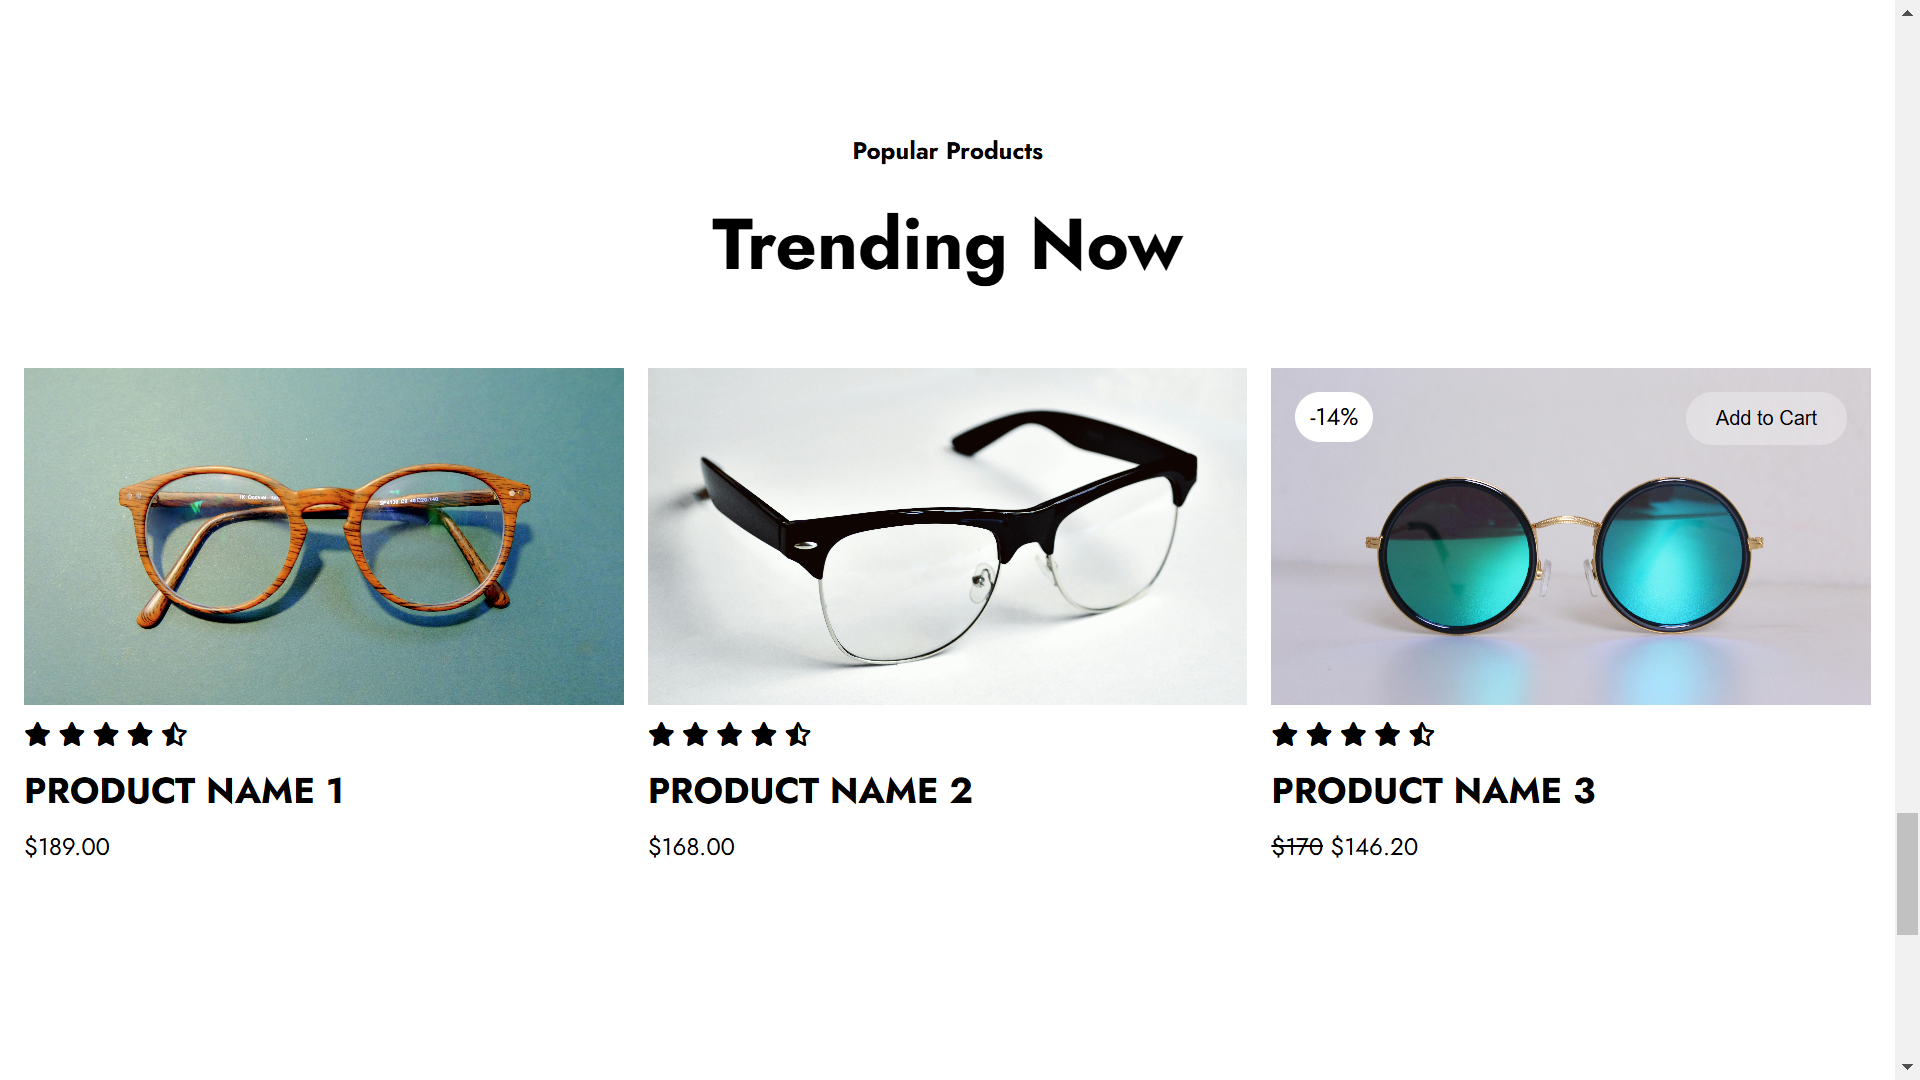 Popular Products
Trending Now
-14%
Add to Cart
PRODUCT NAME 1
PRODUCT NAME 2
PRODUCT NAME 3
$189.00
$168.00
$170 $146.20